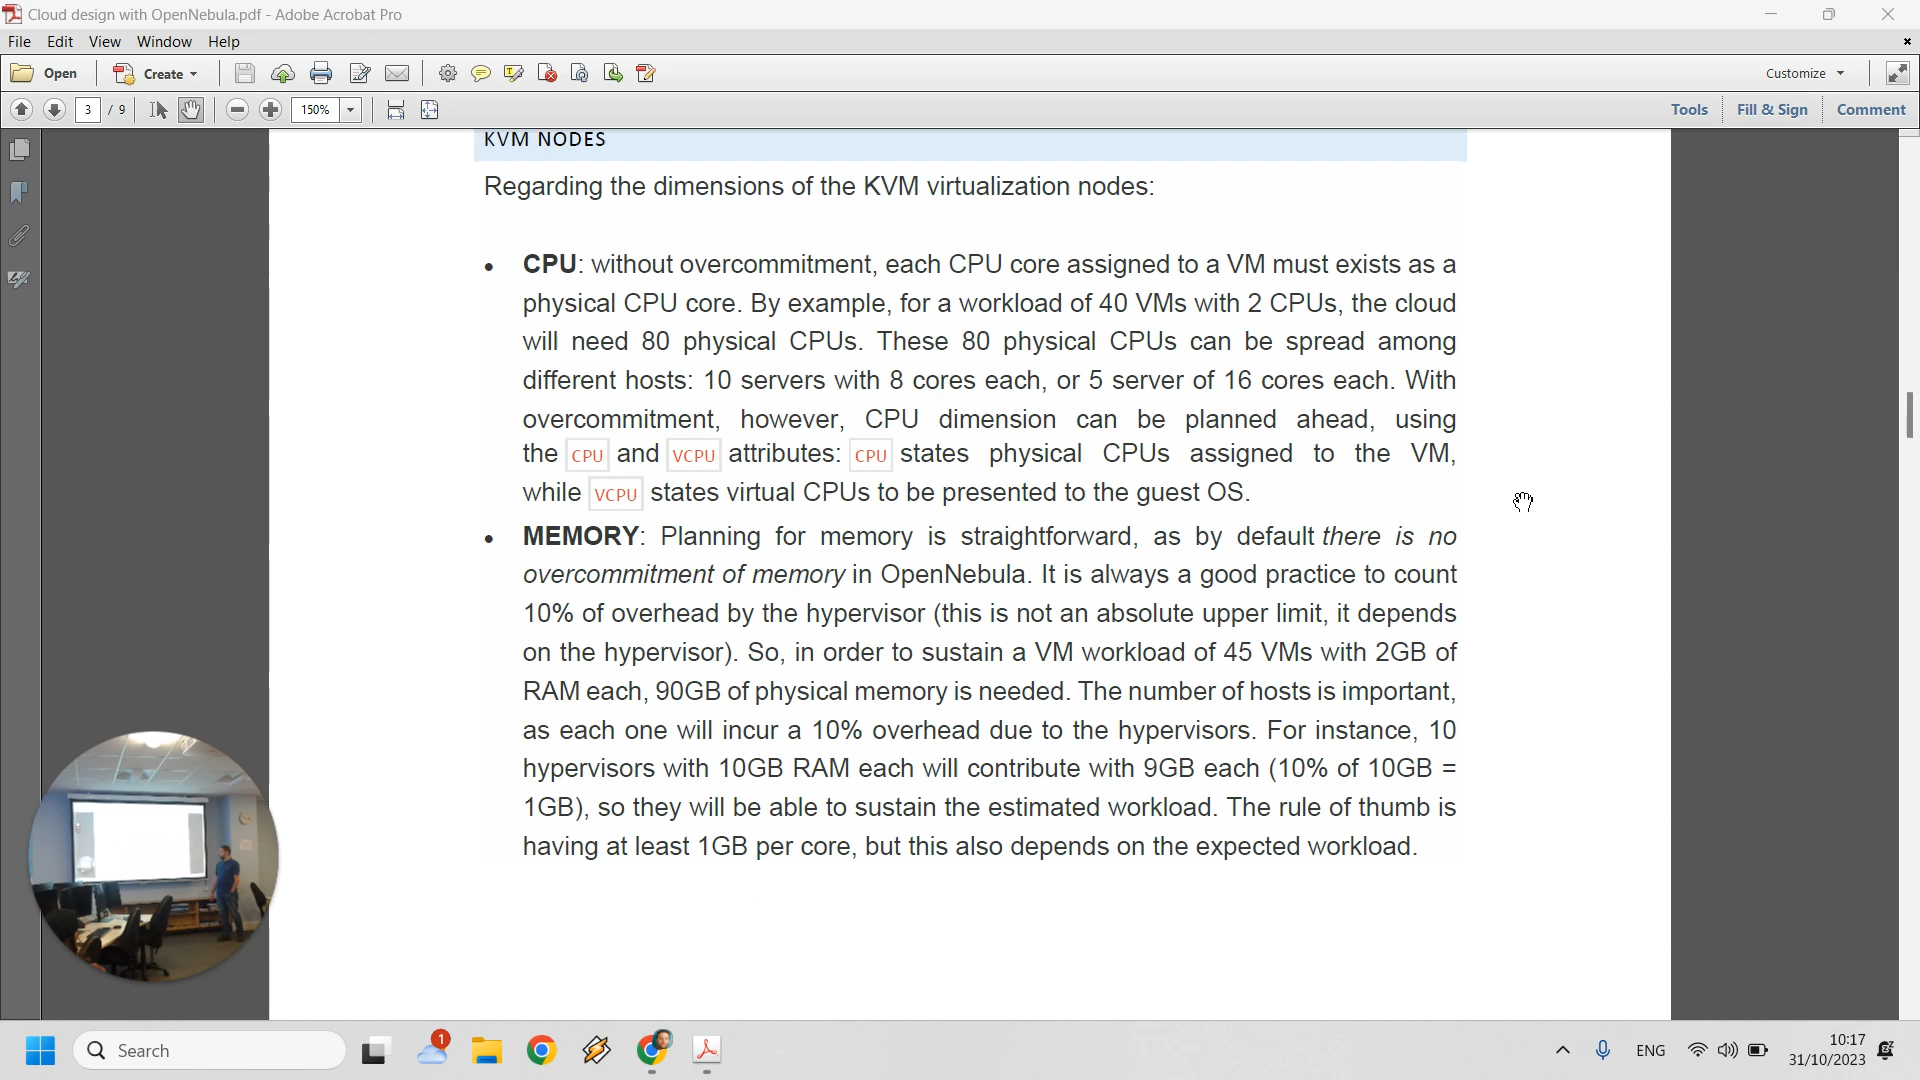 Cloud design with OpenNebula.pdf - Adobe Acrobat Pro
File Edit View Window Help
Open Create Customize
3 / 9 150% Tools Fill & Sign Comment
KVM NODES
Regarding the dimensions of the KVM virtualization nodes:
• CPU: without overcommitment, each CPU core assigned to a VM must exists as a
physical CPU core. By example, for a workload of 40 VMs with 2 CPUs, the cloud
will need 80 physical CPUs. These 80 physical CPUs can be spread among
different hosts: 10 servers with 8 cores each, or 5 server of 16 cores each. With
overcommitment, however, CPU dimension can be planned ahead, using
the CPU and VCPU attributes: CPU states physical CPUs assigned to the VM,
while VCPU states virtual CPUs to be presented to the guest OS.
• MEMORY: Planning for memory is straightforward, as by default there is no
overcommitment of memory in OpenNebula. It is always a good practice to count
10% of overhead by the hypervisor (this is not an absolute upper limit, it depends
on the hypervisor). So, in order to sustain a VM workload of 45 VMs with 2GB of
RAM each, 90GB of physical memory is needed. The number of hosts is important,
as each one will incur a 10% overhead due to the hypervisors. For instance, 10
hypervisors with 10GB RAM each will contribute with 9GB each (10% of 10GB =
1GB), so they will be able to sustain the estimated workload. The rule of thumb is
having at least 1GB per core, but this also depends on the expected workload.
Search 1 ENG 10:17
31/10/2023